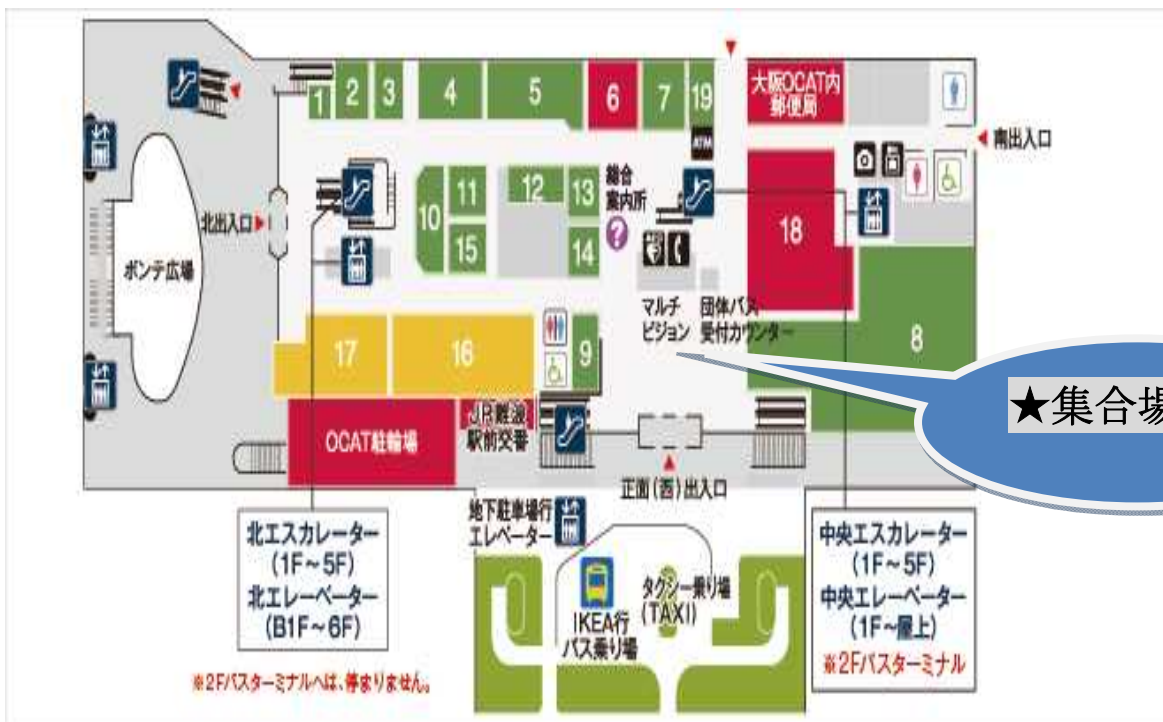 1
2
3
4
5
6
7
19
ATM
大阪OCAT内
郵便局
南出入口
総合
案内所
?
10
11
12
13
14
15
18
北出入口
ポンテ広場
マルチ
ビジョン
団体バス
受付カウンター
8
17
16
9
★集合場
OCAT駐輪場
JR難波
駅前交番
正面(西)出入口
地下駐車場行
エレベーター
北エスカレーター
(1F~5F)
北エレーベーター
(B1F~6F)
※2Fバスターミナルへは、停まりません。
IKEA行
バス乗り場
タクシー乗り場
(TAXI)
中央エスカレーター
(1F~5F)
中央エレーベーター
(1F~屋上)
※2Fバスターミナル